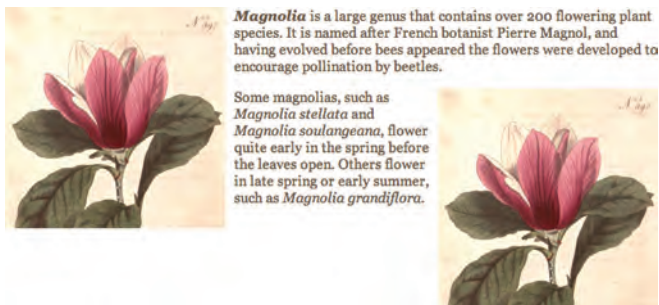 Magnolia is a large genus that contains over 200 flowering plant
species. It is named after French botanist Pierre Magnol, and
having evolved before bees appeared the flowers were developed to
encourage pollination by beetles.
Some magnolias, such as
Magnolia stellata and
Magnolia soulangeana, flower
quite early in the spring before
the leaves open. Others flower
in late spring or early summer,
such as Magnolia grandiflora.